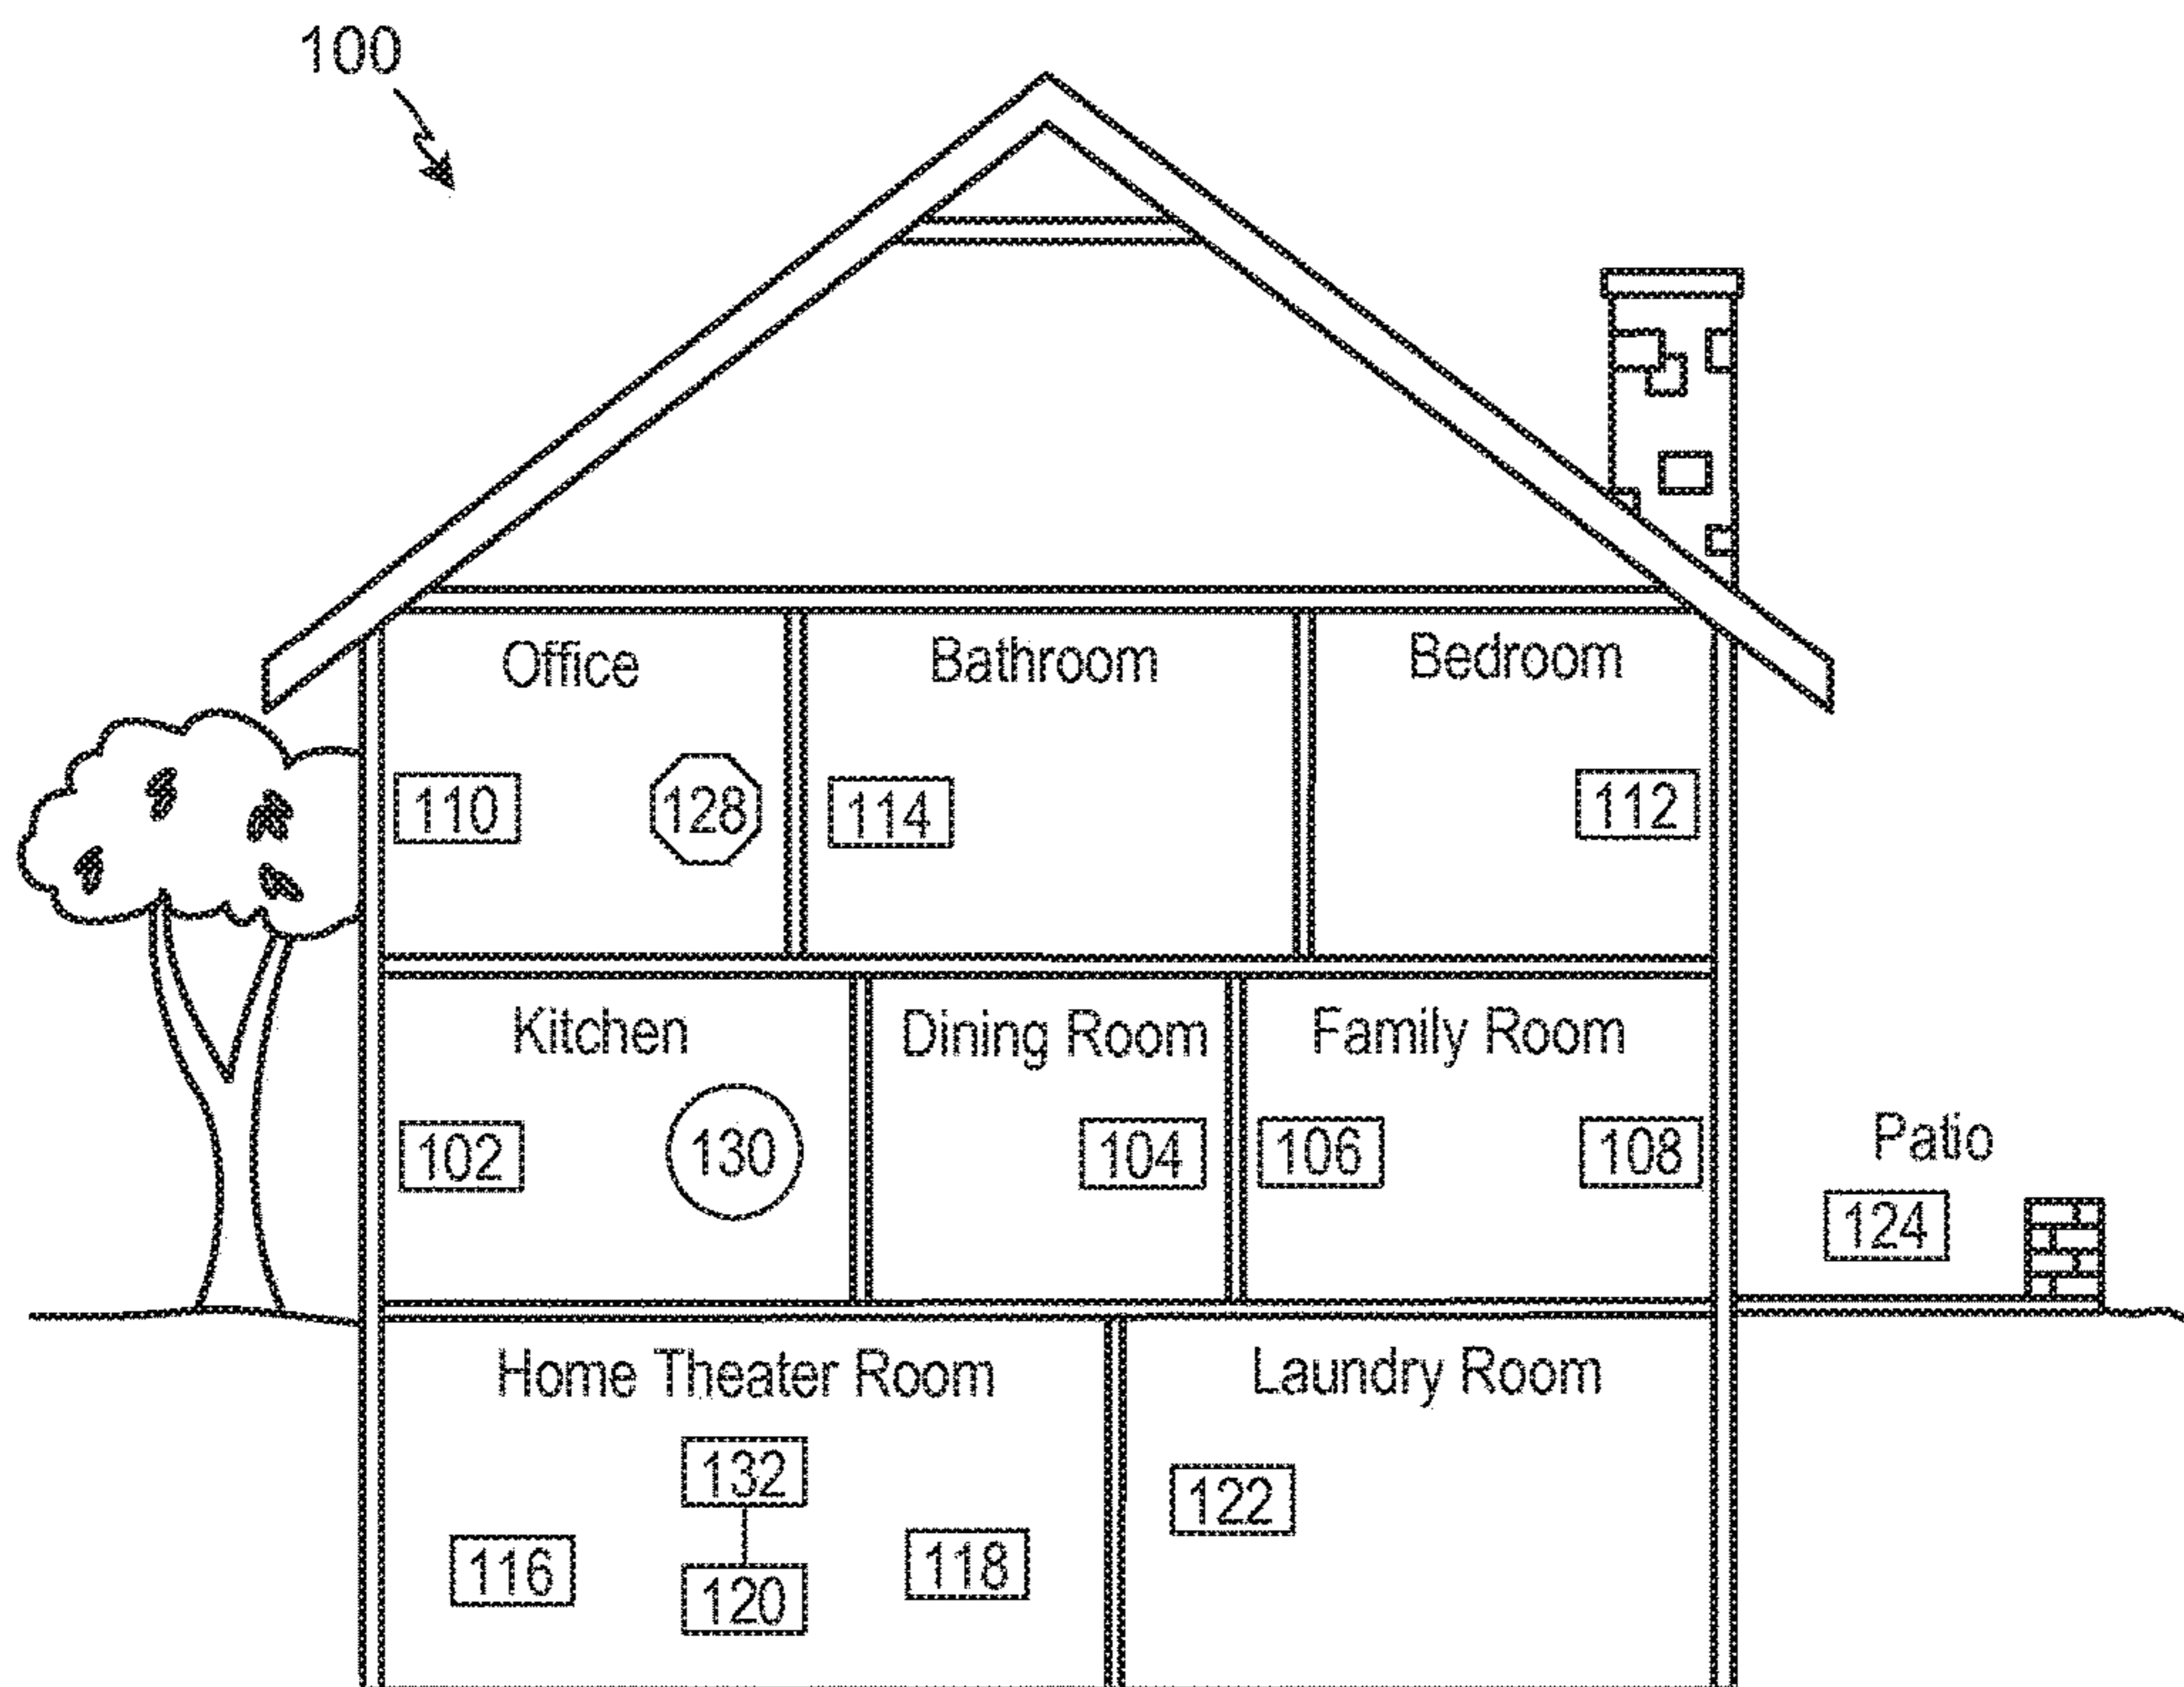 100
Office
Bathroom
Bedroom
110
128
114
112
Kitchen
Dining Room
Family Room
102
130
104
106
108
Patio
124
Home Theater Room
Laundry Room
132
122
116
120
118